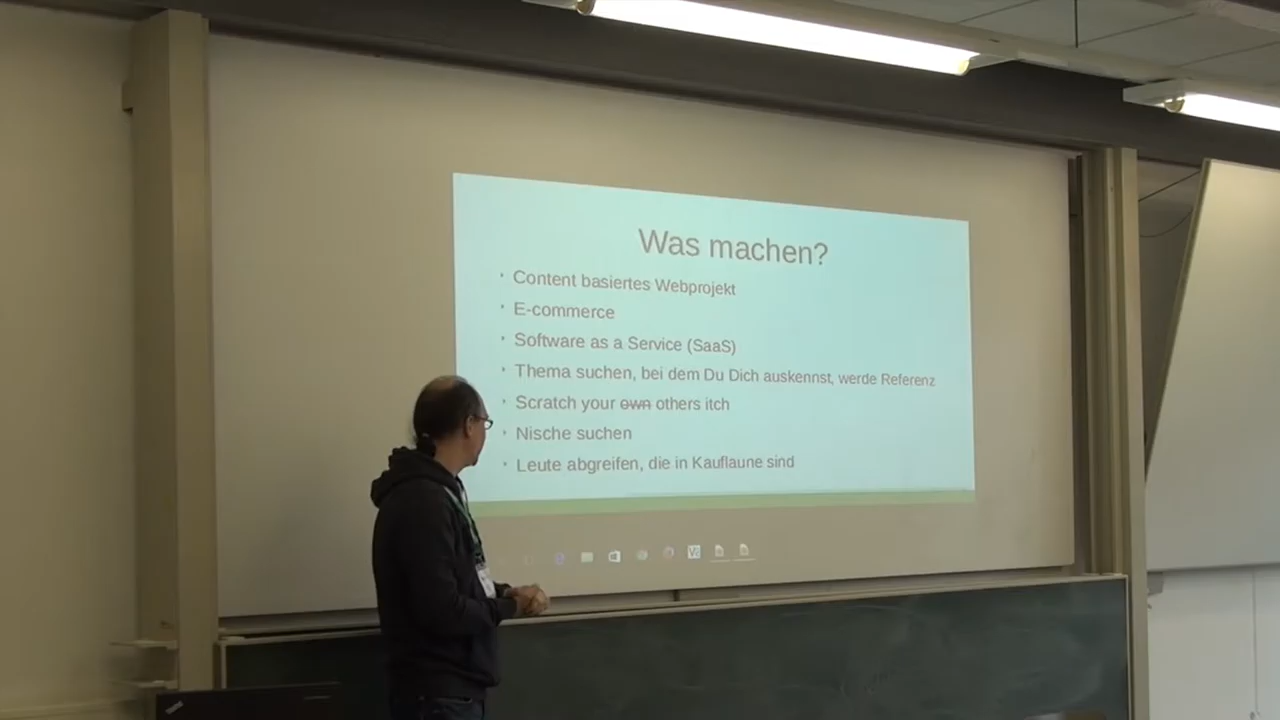 Was machen?
Content basiertes Webprojekt
E-commerce
Software as a Service (SaaS)
Thema suchen, bei dem Du Dich auskennst, werde Referenz
Scratch your own others itch
Nische suchen
Leute abgreifen, die in Kauflaune sind